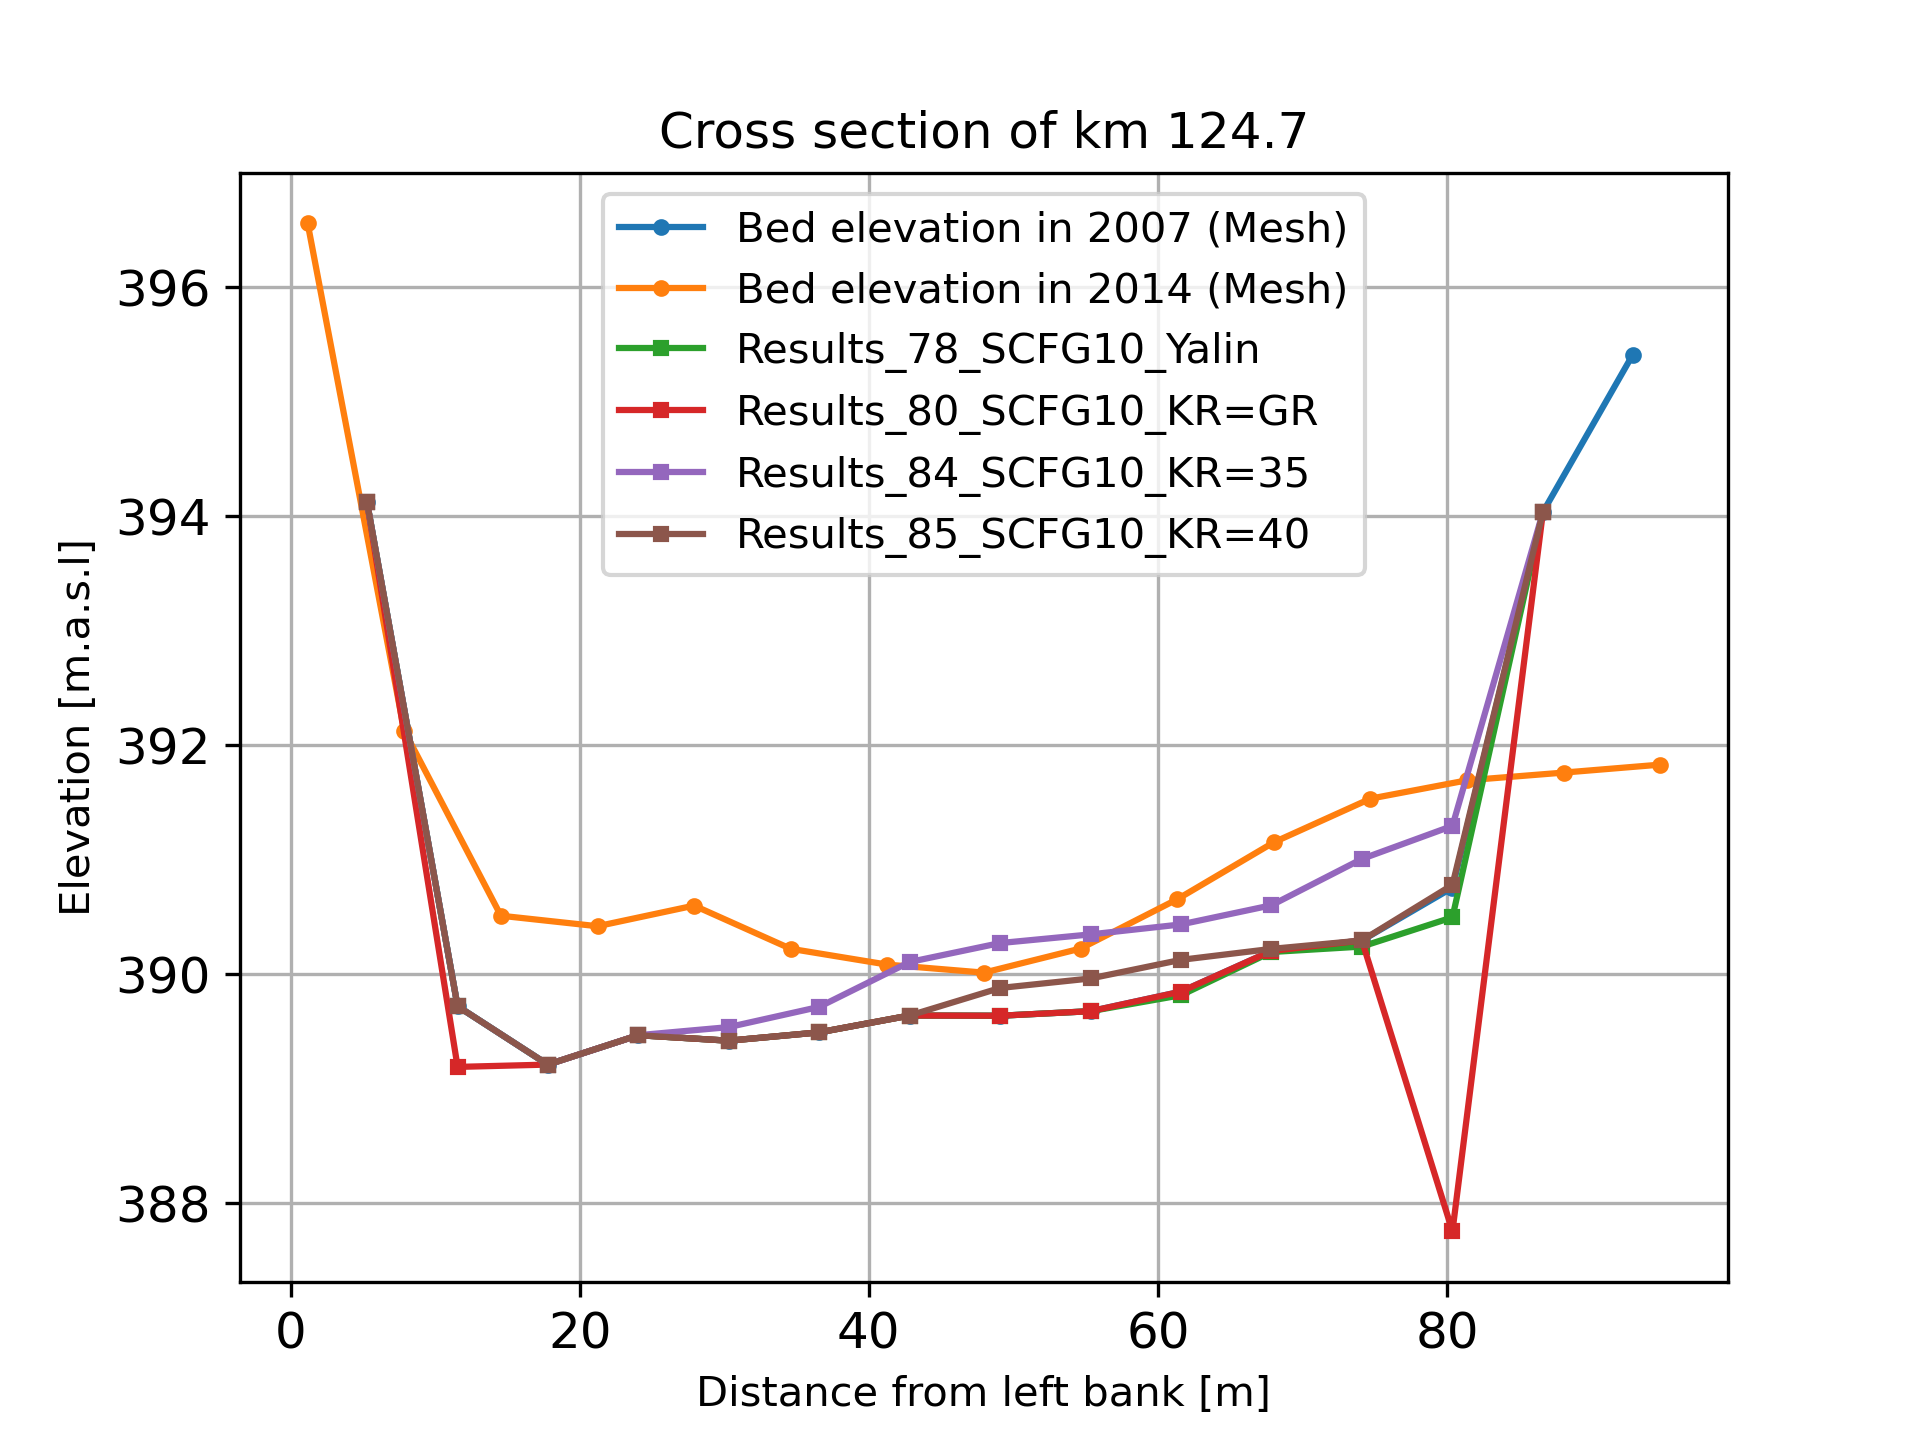 Cross section of km 124.7
Bed elevation in 2007 (Mesh)
Bed elevation in 2014 (Mesh)
Results_78_SCFG10_Yalin
Results_80_SCFG10_KR=GR
Results_84_SCFG10_KR=35
Results_85_SCFG10_KR=40
Elevation [m.a.s.l]
396
394
392
390
388
0 20 40 60 80
Distance from left bank [m]